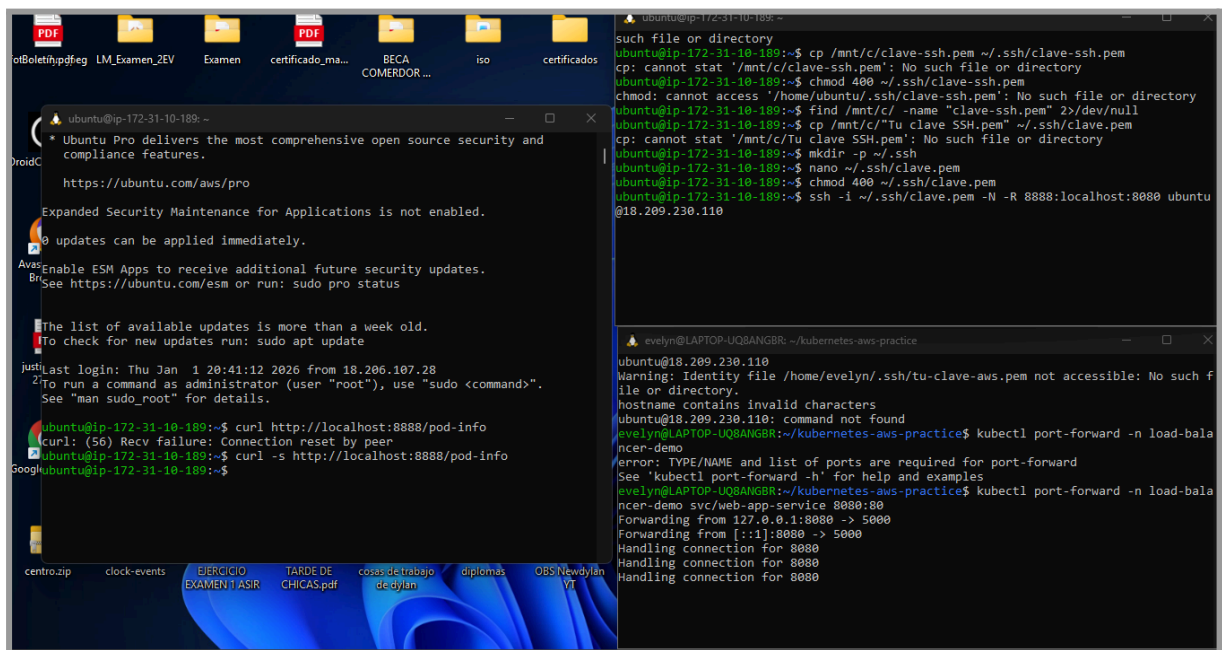 PDF
PDF
LM_Examen_2EV
Examen
certificado_ma...
BECA
COMERDOR ...
iso
certificados
ubuntu@ip-172-31-10-189: ~
* Ubuntu Pro delivers the most comprehensive open source security and
compliance features.
https://ubuntu.com/aws/pro
Expanded Security Maintenance for Applications is not enabled.
0 updates can be applied immediately.
Enable ESM Apps to receive additional future security updates.
See https://ubuntu.com/esm or run: sudo pro status
The list of available updates is more than a week old.
To check for new updates run: sudo apt update
Last login: Thu Jan  1 20:41:12 2026 from 18.206.107.28
To run a command as administrator (user "root"), use "sudo <command>".
See "man sudo_root" for details.
ubuntu@ip-172-31-10-189:~$ curl http://localhost:8888/pod-info
curl: (56) Recv failure: Connection reset by peer
ubuntu@ip-172-31-10-189:~$ curl -s http://localhost:8888/pod-info
ubuntu@ip-172-31-10-189:~$
centro.zip
clock-events
EJERCICIO
EXAMEN 1 ASIR
TARDE DE
CHICAS.pdf
cosas de trabajo
de dylan
diplomas
OBS Newdylan
YT
ubuntu@ip-172-31-10-189: ~
such file or directory
ubuntu@ip-172-31-10-189:~$ cp /mnt/c/clave-ssh.pem ~/.ssh/clave-ssh.pem
cp: cannot stat '/mnt/c/clave-ssh.pem': No such file or directory
ubuntu@ip-172-31-10-189:~$ chmod 400 ~/.ssh/clave-ssh.pem
chmod: cannot access '/home/ubuntu/.ssh/clave-ssh.pem': No such file or directory
ubuntu@ip-172-31-10-189:~$ find /mnt/c/ -name "clave-ssh.pem" 2>/dev/null
ubuntu@ip-172-31-10-189:~$ cp /mnt/c/"Tu clave SSH.pem" ~/.ssh/clave.pem
cp: cannot stat '/mnt/c/Tu clave SSH.pem': No such file or directory
ubuntu@ip-172-31-10-189:~$ mkdir -p ~/.ssh
ubuntu@ip-172-31-10-189:~$ nano ~/.ssh/clave.pem
ubuntu@ip-172-31-10-189:~$ chmod 400 ~/.ssh/clave.pem
ubuntu@ip-172-31-10-189:~$ ssh -i ~/.ssh/clave.pem -N -R 8888:localhost:8080 ubuntu
@18.209.230.110
evelyn@LAPTOP-UQ8ANGBR: ~/kubernetes-aws-practice
ubuntu@18.209.230.110
Warning: Identity file /home/evelyn/.ssh/tu-clave-aws.pem not accessible: No such f
ile or directory.
hostname contains invalid characters
ubuntu@18.209.230.110: command not found
evelyn@LAPTOP-UQ8ANGBR:~/kubernetes-aws-practice$ kubectl port-forward -n load-bala
ncer-demo
error: TYPE/NAME and list of ports are required for port-forward
See 'kubectl port-forward -h' for help and examples
evelyn@LAPTOP-UQ8ANGBR:~/kubernetes-aws-practice$ kubectl port-forward -n load-bala
ncer-demo svc/web-app-service 8080:80
Forwarding from 127.0.0.1:8080 -> 5000
Forwarding from [::1]:8080 -> 5000
Handling connection for 8080
Handling connection for 8080
Handling connection for 8080